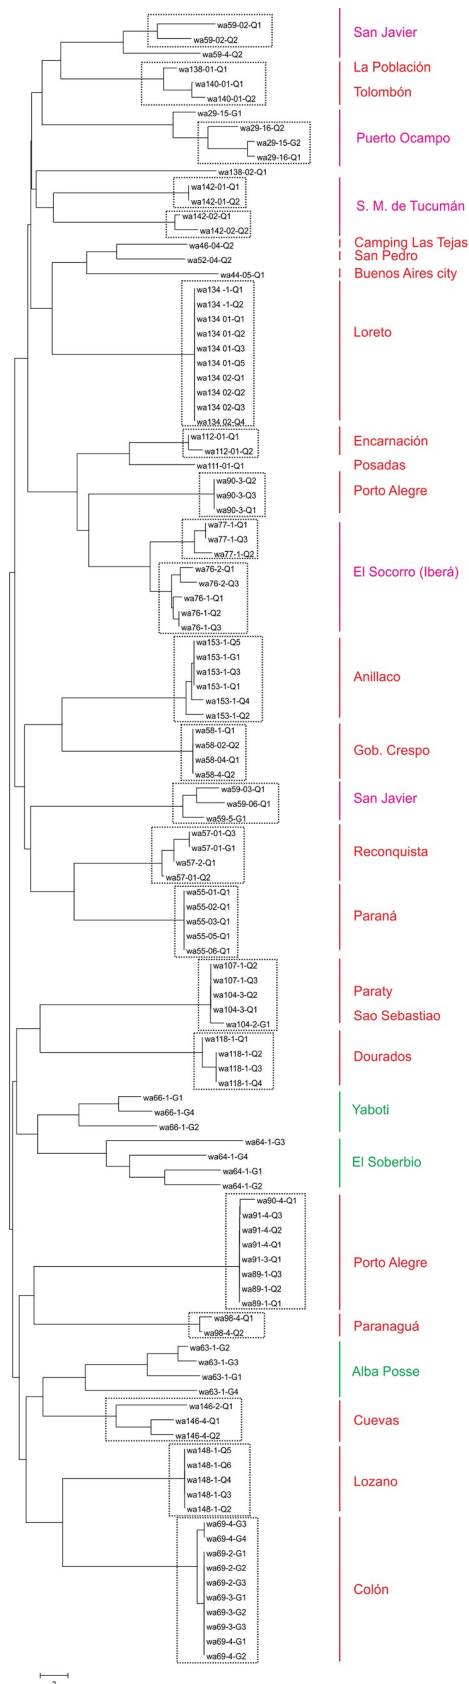 wa59-02-Q1
San Javier
wa59-02-Q2
wa59-4-Q2
wa138-01-Q1
La Población
wa140-01-Q1
Tolombón
wa140-01-Q2
wa29-15-G1
wa29-16-Q2
Puerto Ocampo
wa29-15-G2
wa29-16-Q1
wa138-02-Q1
wa142-01-Q1
wa142-01-Q2
S. M. de Tucumán
wa142-02-Q1
wa142-02-Q2
wa46-04-Q2
Camping Las Tejas
wa52-04-Q2
San Pedro
wa44-05-Q1
Buenos Aires city
wa134 -1-Q1
wa134 -1-Q2
wa134 01-Q1
wa134 01-Q2
Loreto
wa134 01-Q3
wa134 01-Q5
wa134 02-Q1
wa134 02-Q2
wa134 02-Q3
wa134 02-Q4
wa112-01-Q1
Encarnación
wa112-01-Q2
wa111-01-Q1
Posadas
wa90-3-Q2
wa90-3-Q3
Porto Alegre
wa90-3-Q1
wa77-1-Q1
wa77-1-Q3
wa77-1-Q2
wa76-2-Q1
El Socorro (Iberá)
wa76-2-Q3
wa76-1-Q1
wa76-1-Q2
wa76-1-Q3
wa153-1-Q5
wa153-1-G1
wa153-1-Q3
Anillaco
wa153-1-Q1
wa153-1-Q4
wa153-1-Q2
wa58-1-Q1
wa58-02-Q2
Gob. Crespo
wa58-04-Q1
wa58-4-Q2
wa59-03-Q1
San Javier
wa59-06-Q1
wa59-5-G1
wa57-01-Q3
wa57-01-G1
Reconquista
wa57-2-Q1
wa57-01-Q2
wa55-01-Q1
wa55-02-Q1
Paraná
wa55-03-Q1
wa55-05-Q1
wa55-06-Q1
wa107-1-Q2
wa107-1-Q3
Paraty
wa104-3-Q2
wa104-3-Q1
Sao Sebastiao
wa104-2-G1
wa118-1-Q1
wa118-1-Q2
Dourados
wa118-1-Q3
wa118-1-Q4
wa66-1-G1
Yaboti
wa66-1-G4
wa66-1-G2
wa64-1-G3
El Soberbio
wa64-1-G4
wa64-1-G1
wa64-1-G2
wa90-4-Q1
wa91-4-Q3
wa91-4-Q2
wa91-4-Q1
Porto Alegre
wa91-3-Q1
wa89-1-Q3
wa89-1-Q2
wa89-1-Q1
wa98-4-Q1
Paranaguá
wa98-4-Q2
wa63-1-G2
wa63-1-G3
Alba Posse
wa63-1-G1
wa63-1-G4
wa146-2-Q1
Cuevas
wa146-4-Q1
wa146-4-Q2
wa148-1-Q5
wa148-1-Q6
Lozano
wa148-1-Q4
wa148-1-Q3
wa148-1-Q2
wa69-4-G3
wa69-4-G4
wa69-2-G1
wa69-2-G2
wa69-2-G3
Colón
wa69-3-G1
wa69-3-G2
wa69-3-G3
wa69-4-G1
wa69-4-G2